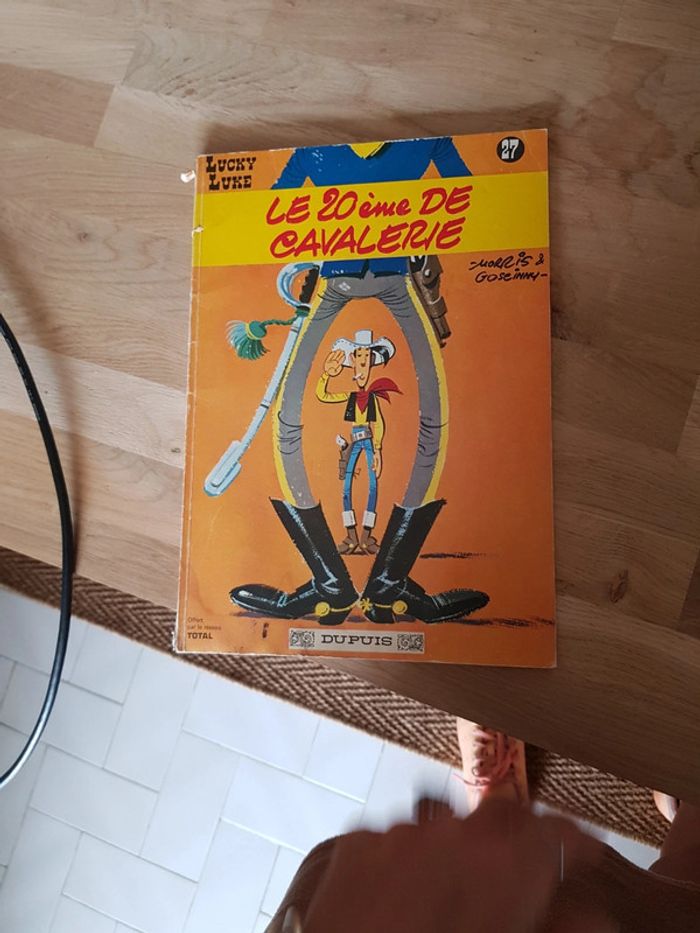 LUCKY
LUKE
27
LE 20ème DE
CAVALERIE
-MORRIS &
GOSCINNY-
Offert
par le réseau
TOTAL
DUPUIS